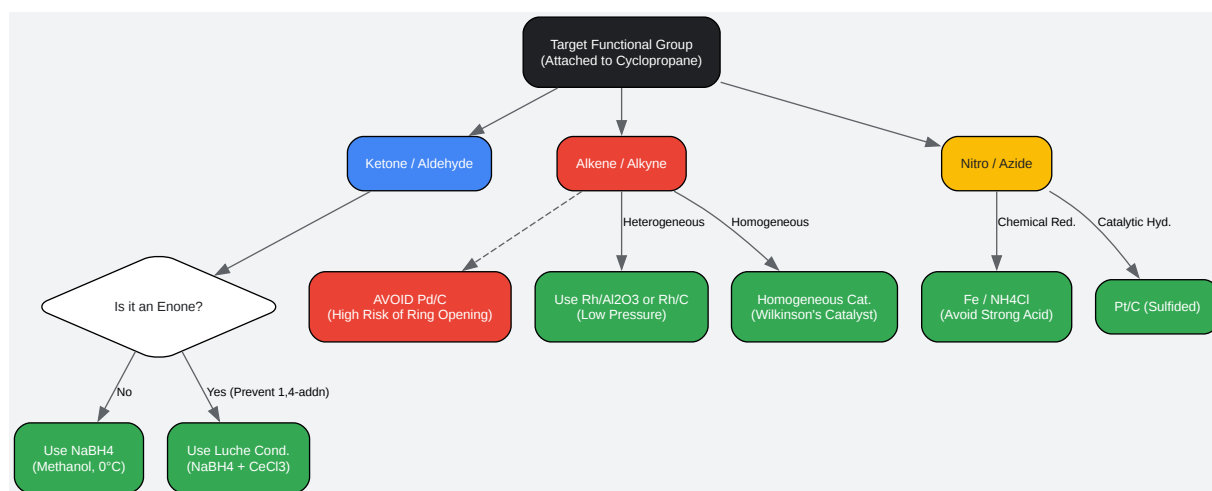 Target Functional Group
(Attached to Cyclopropane)
Ketone / Aldehyde
Alkene / Alkyne
Nitro / Azide
Heterogeneous
Homogeneous
Chemical Red.
Catalytic Hyd.
Is it an Enone?
AVOID Pd/C
(High Risk of Ring Opening)
Use Rh/Al2O3 or Rh/C
(Low Pressure)
Homogeneous Cat.
(Wilkinson's Catalyst)
Fe / NH4Cl
(Avoid Strong Acid)
Pt/C (Sulfided)
No
Yes (Prevent 1,4-addn)
Use NaBH4
(Methanol, 0°C)
Use Luche Cond.
(NaBH4 + CeCl3)